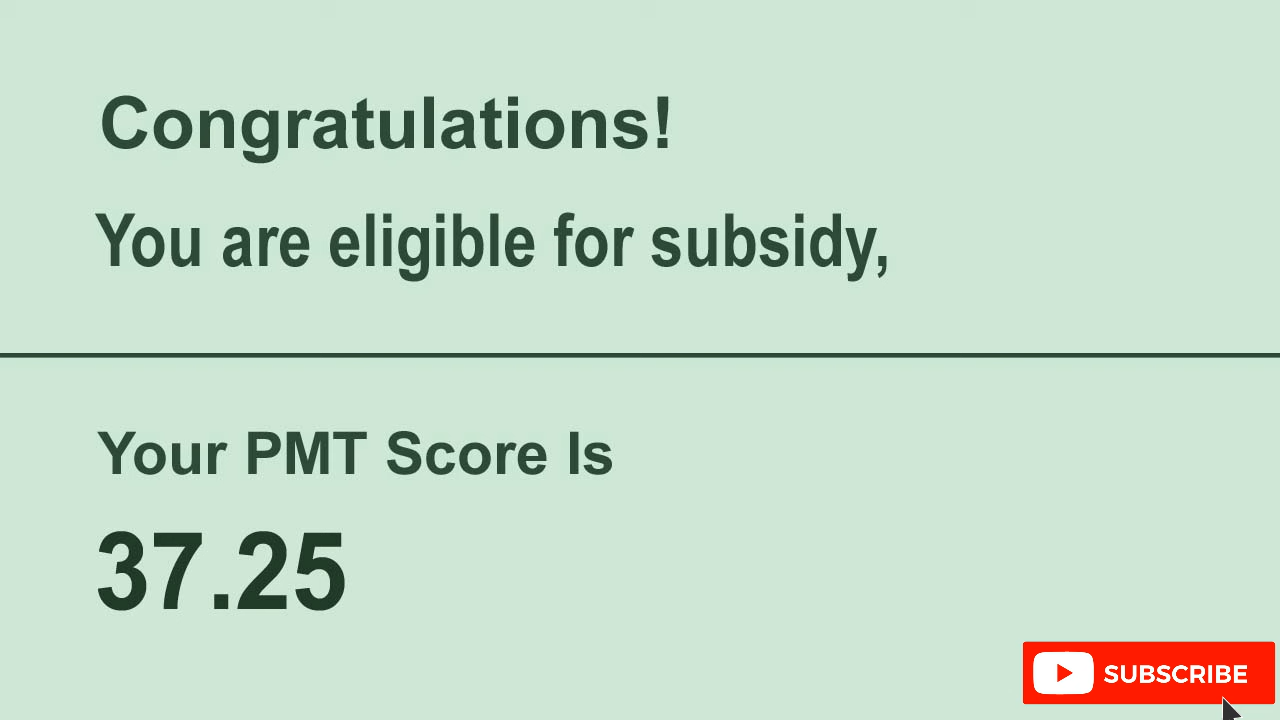 Congratulations!
You are eligible for subsidy,
Your PMT Score Is
37.25
SUBSCRIBE